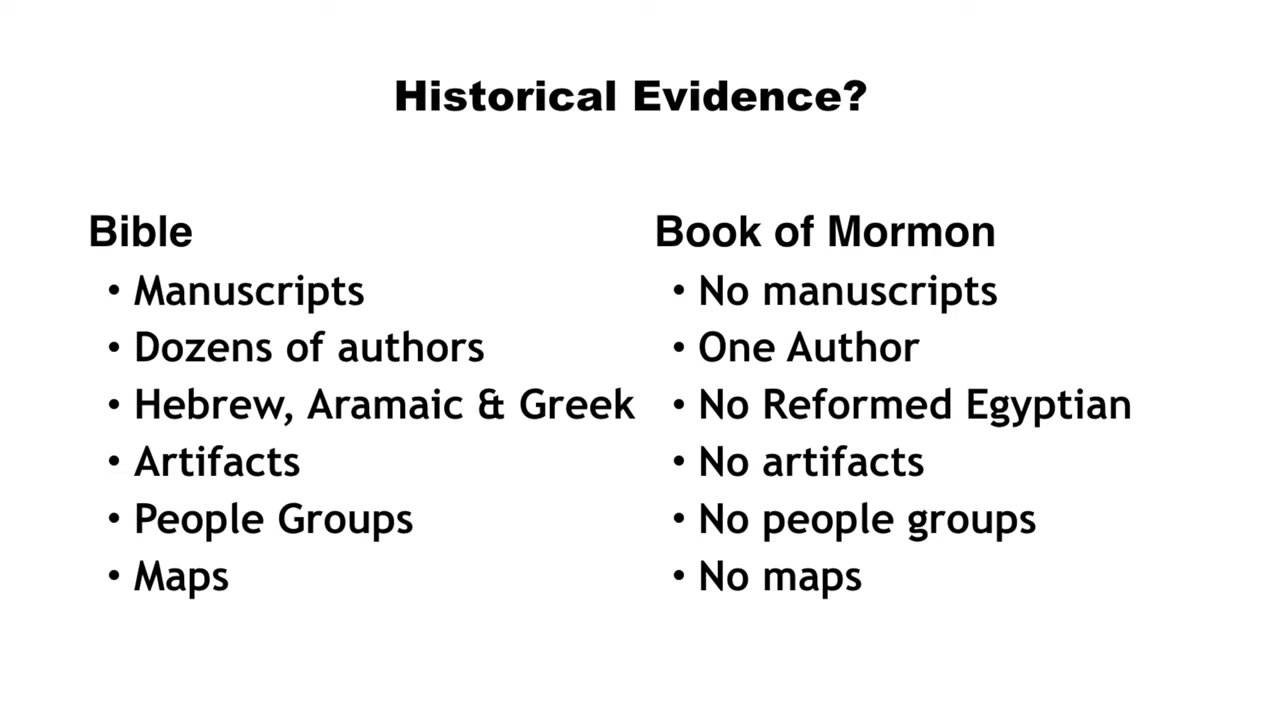 Historical Evidence?
Bible
• Manuscripts
• Dozens of authors
• Hebrew, Aramaic & Greek
• Artifacts
• People Groups
• Maps
Book of Mormon
• No manuscripts
• One Author
• No Reformed Egyptian
• No artifacts
• No people groups
• No maps